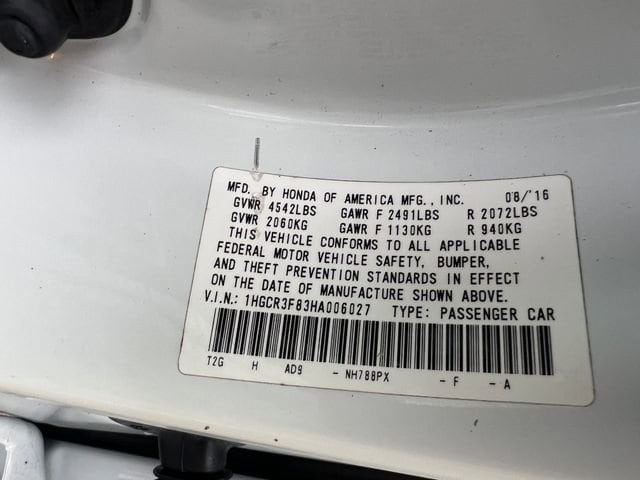 MFD. BY HONDA OF AMERICA MFG., INC. 08/'16
GVWR 4542LBS GAWR F 2491LBS R 2072LBS
GVWR 2060KG GAWR F 1130KG R 940KG
THIS VEHICLE CONFORMS TO ALL APPLICABLE
FEDERAL MOTOR VEHICLE SAFETY, BUMPER,
AND THEFT PREVENTION STANDARDS IN EFFECT
ON THE DATE OF MANUFACTURE SHOWN ABOVE.
V.I.N.: 1HGCR3F83HA006027 TYPE: PASSENGER CAR
T2G H AD9 - NH788PX - F - A